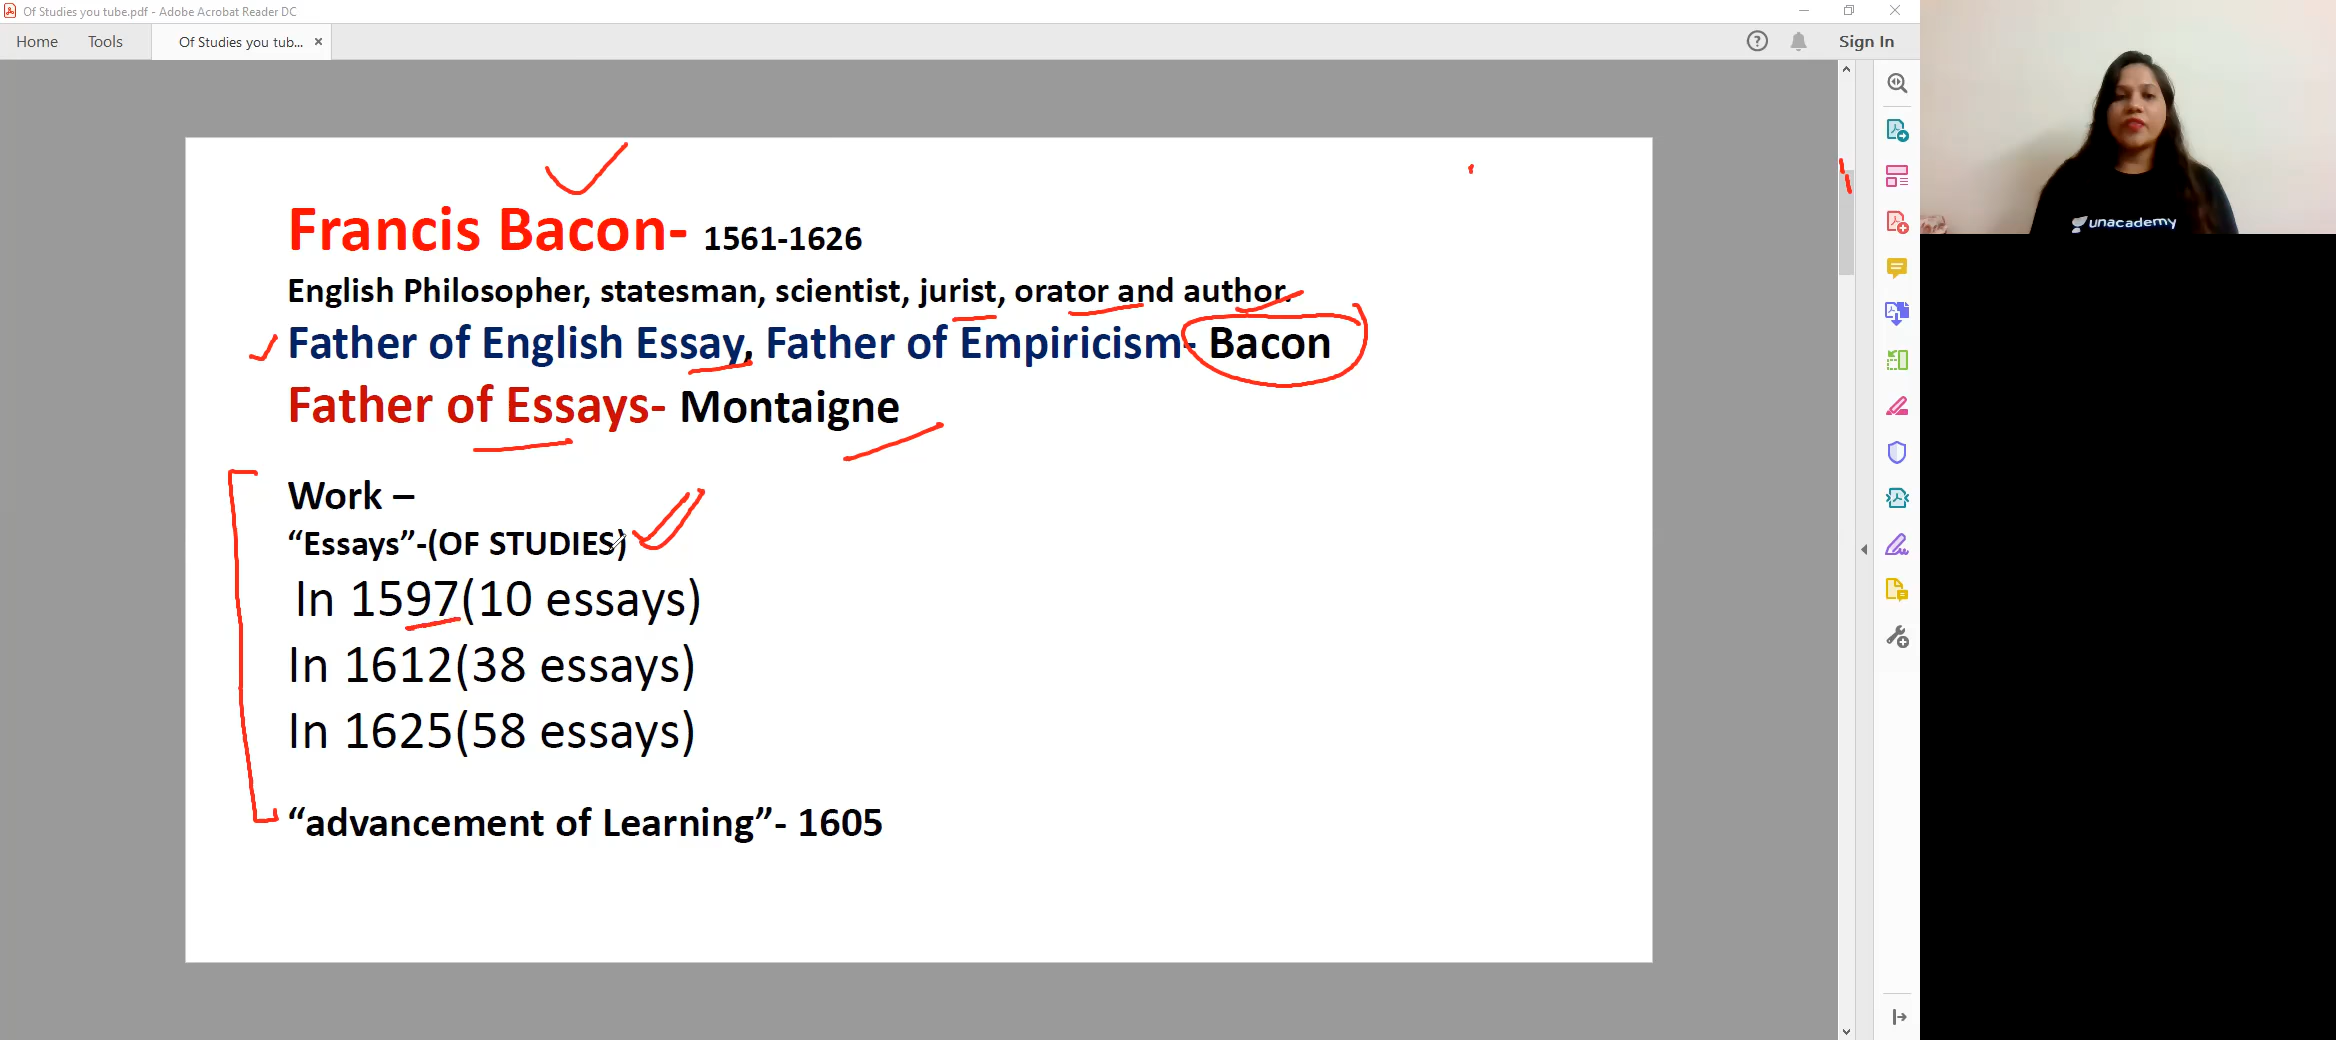 Of Studies you tube.pdf - Adobe Acrobat Reader DC
Home Tools Of Studies you tub... × Sign In
Francis Bacon- 1561-1626
English Philosopher, statesman, scientist, jurist, orator and author.
Father of English Essay, Father of Empiricism- Bacon
Father of Essays- Montaigne
Work –
“Essays”-(OF STUDIES)
In 1597(10 essays)
In 1612(38 essays)
In 1625(58 essays)
“advancement of Learning”- 1605
unacademy